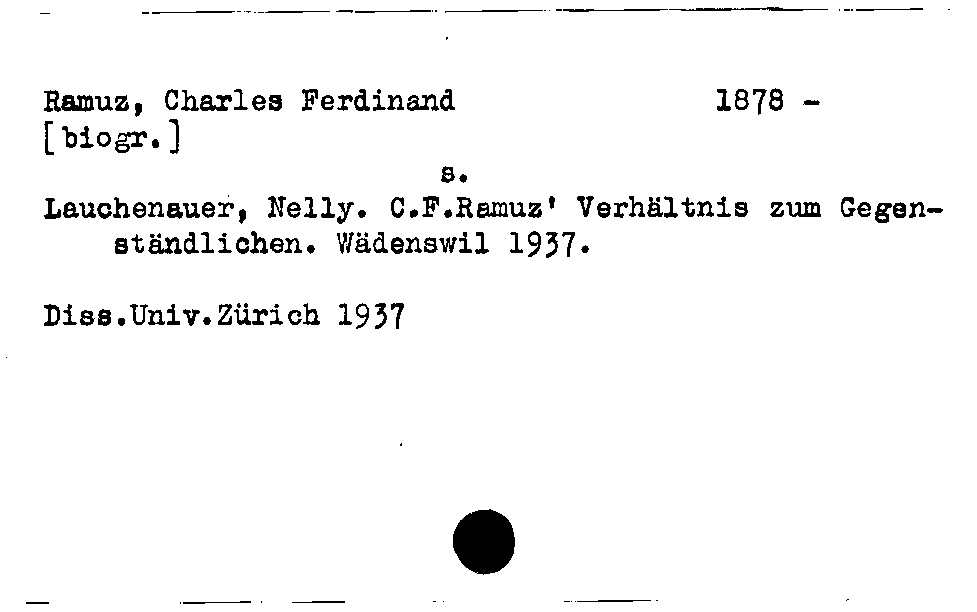 Ramuz, Charles Ferdinand 1878 -
[biogr.]
s.
Lauchenauer, Nelly. C.F.Ramuz' Verhältnis zum Gegen-
ständlichen. Wädenswil 1937.
Diss.Univ.Zürich 1937